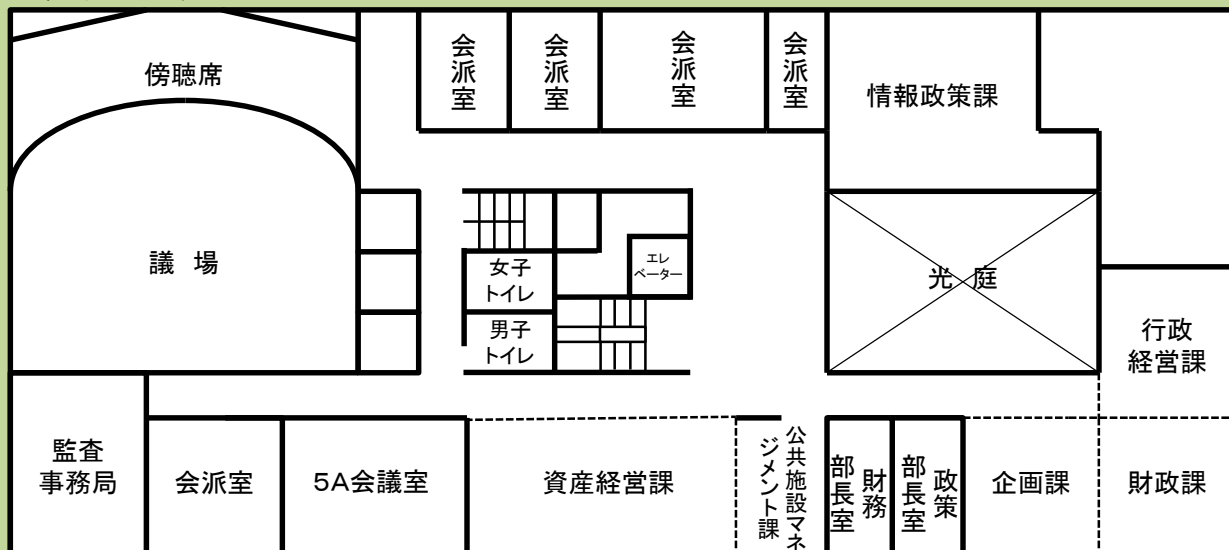 傍聴席
会派室
会派室
会派室
会派室
情報政策課
議 場
女子
トイレ
エレ
ベーター
男子
トイレ
光 庭
行政
経営課
監査
事務局
会派室
5A会議室
資産経営課
公共施設マネ
ジメント課
財務
部長室
政策
部長室
企画課
財政課